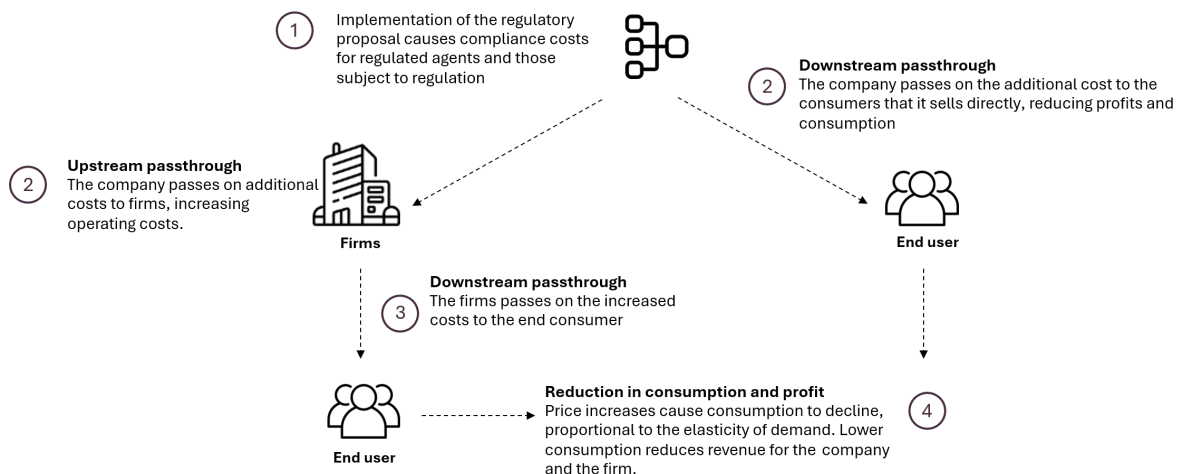 1
Implementation of the regulatory
proposal causes compliance costs
for regulated agents and those
subject to regulation
2
Downstream passthrough
The company passes on the additional cost to the
consumers that it sells directly, reducing profits and
consumption
2
Upstream passthrough
The company passes on additional
costs to firms, increasing
operating costs.
Firms
End user
3
Downstream passthrough
The firms passes on the increased
costs to the end consumer
End user
Reduction in consumption and profit
Price increases cause consumption to decline,
proportional to the elasticity of demand. Lower
consumption reduces revenue for the company
and the firm.
4